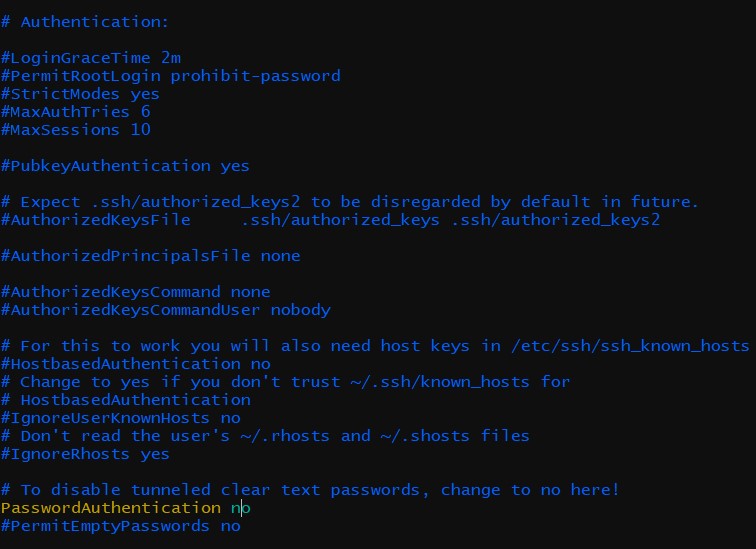 # Authentication:
#LoginGraceTime 2m
#PermitRootLogin prohibit-password
#StrictModes yes
#MaxAuthTries 6
#MaxSessions 10
#PubkeyAuthentication yes
# Expect .ssh/authorized_keys2 to be disregarded by default in future.
#AuthorizedKeysFile     .ssh/authorized_keys .ssh/authorized_keys2
#AuthorizedPrincipalsFile none
#AuthorizedKeysCommand none
#AuthorizedKeysCommandUser nobody
# For this to work you will also need host keys in /etc/ssh/ssh_known_hosts
#HostbasedAuthentication no
# Change to yes if you don't trust ~/.ssh/known_hosts for
# HostbasedAuthentication
#IgnoreUserKnownHosts no
# Don't read the user's ~/.rhosts and ~/.shosts files
#IgnoreRhosts yes
# To disable tunneled clear text passwords, change to no here!
PasswordAuthentication no
#PermitEmptyPasswords no